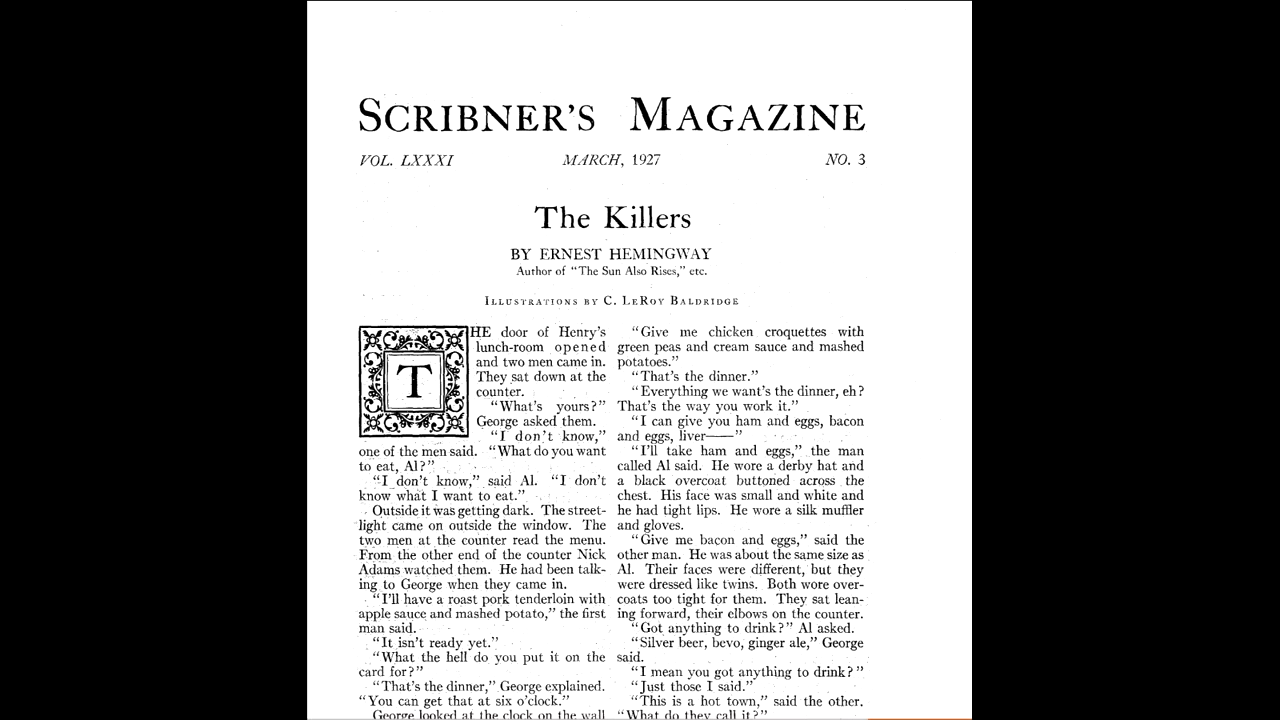 SCRIBNER'S MAGAZINE
VOL. LXXXI MARCH, 1927 NO. 3
The Killers
BY ERNEST HEMINGWAY
Author of "The Sun Also Rises," etc.
ILLUSTRATIONS BY C. LEROY BALDRIDGE
THE door of Henry's
lunch-room opened
and two men came in.
They sat down at the
counter.
"What's yours?"
George asked them.
"I don't know,"
one of the men said. "What do you want
to eat, Al?"
"I don't know," said Al. "I don't
know what I want to eat."
Outside it was getting dark. The street-
light came on outside the window. The
two men at the counter read the menu.
From the other end of the counter Nick
Adams watched them. He had been talk-
ing to George when they came in.
"I'll have a roast pork tenderloin with
apple sauce and mashed potato," the first
man said.
"It isn't ready yet."
"What the hell do you put it on the
card for?"
"That's the dinner," George explained.
"You can get that at six o'clock."
George looked at the clock on the wall
"Give me chicken croquettes with
green peas and cream sauce and mashed
potatoes."
"That's the dinner."
"Everything we want's the dinner, eh?
That's the way you work it."
"I can give you ham and eggs, bacon
and eggs, liver——"
"I'll take ham and eggs," the man
called Al said. He wore a derby hat and
a black overcoat buttoned across the
chest. His face was small and white and
he had tight lips. He wore a silk muffler
and gloves.
"Give me bacon and eggs," said the
other man. He was about the same size as
Al. Their faces were different, but they
were dressed like twins. Both wore over-
coats too tight for them. They sat lean-
ing forward, their elbows on the counter.
"Got anything to drink?" Al asked.
"Silver beer, bevo, ginger ale," George
said.
"I mean you got anything to drink?"
"Just those I said."
"This is a hot town," said the other.
"What do they call it?"